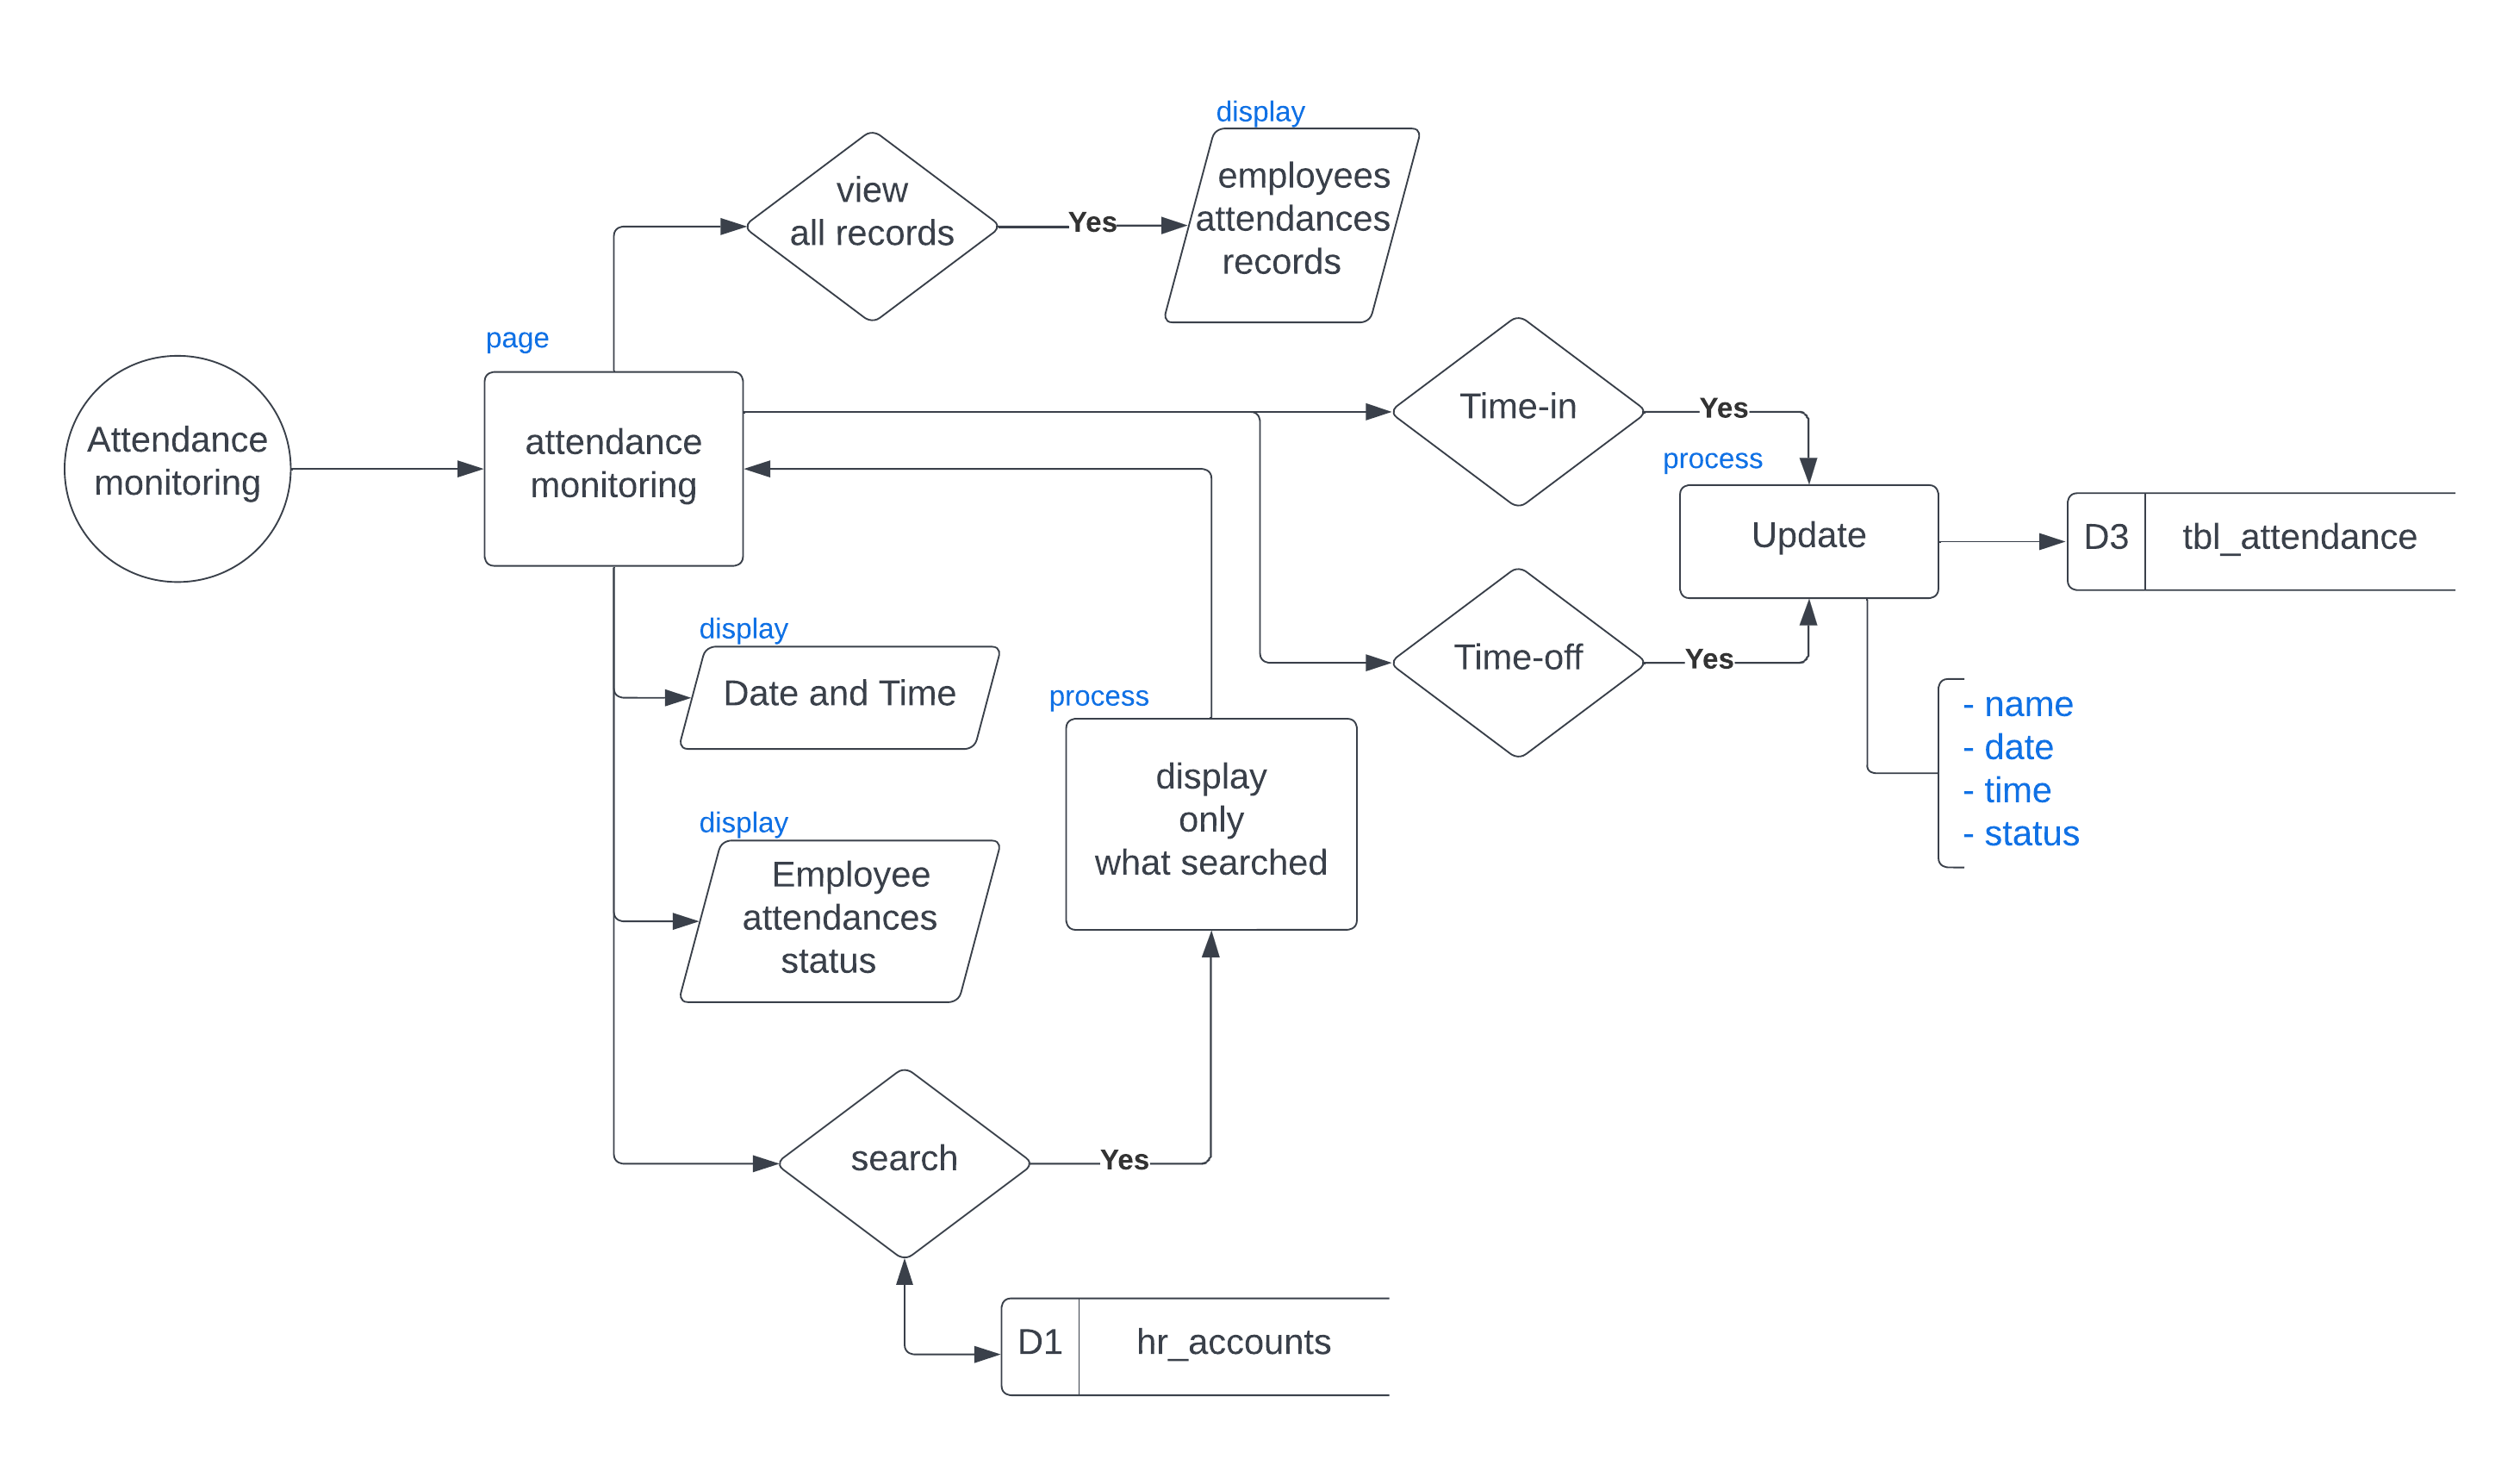 display
view
all records
Yes
employees
attendances
records
page
Attendance
monitoring
attendance
monitoring
Time-in
Yes
process
Update
D3
tbl_attendance
display
Date and Time
Time-off
Yes
- name
- date
- time
- status
process
display
only
what searched
display
Employee
attendances
status
search
Yes
D1
hr_accounts